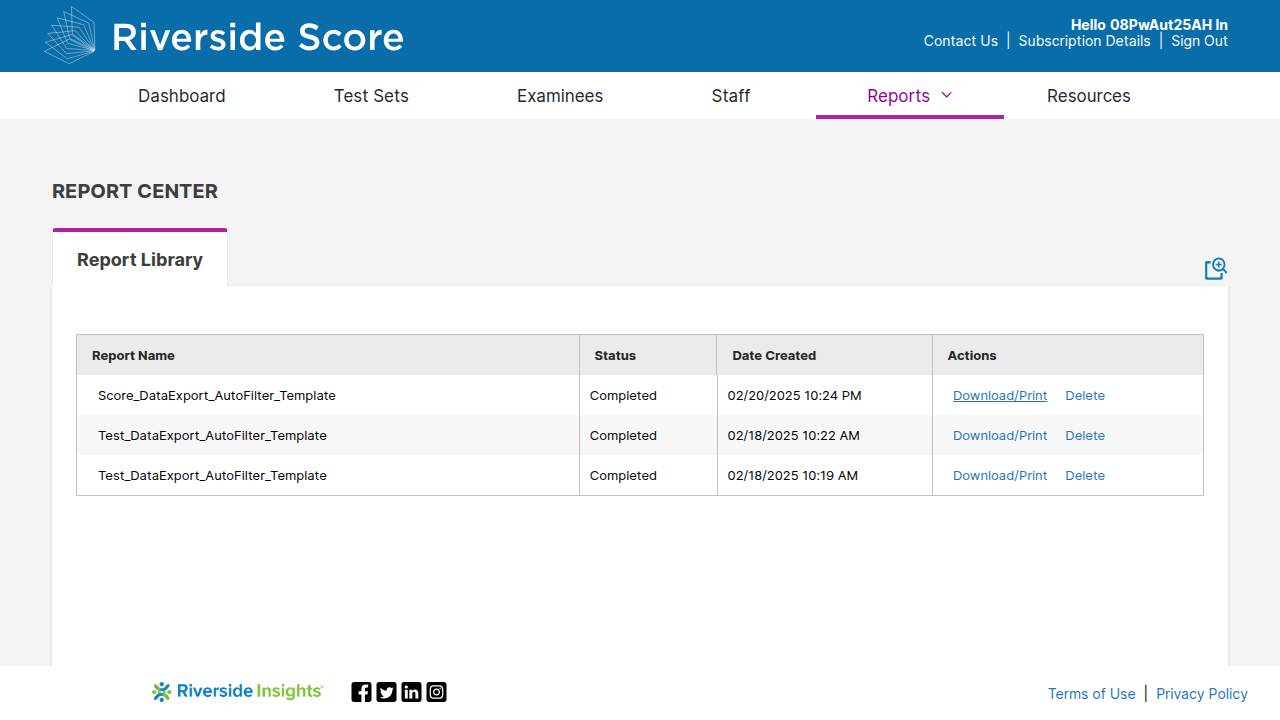 Riverside Score
Hello 08PwAut25AH In
Contact Us | Subscription Details | Sign Out
Dashboard Test Sets Examinees Staff Reports Resources
REPORT CENTER
Report Library
Report Name Status Date Created Actions
Score_DataExport_AutoFilter_Template Completed 02/20/2025 10:24 PM Download/Print Delete
Test_DataExport_AutoFilter_Template Completed 02/18/2025 10:22 AM Download/Print Delete
Test_DataExport_AutoFilter_Template Completed 02/18/2025 10:19 AM Download/Print Delete
Riverside Insights
Terms of Use | Privacy Policy